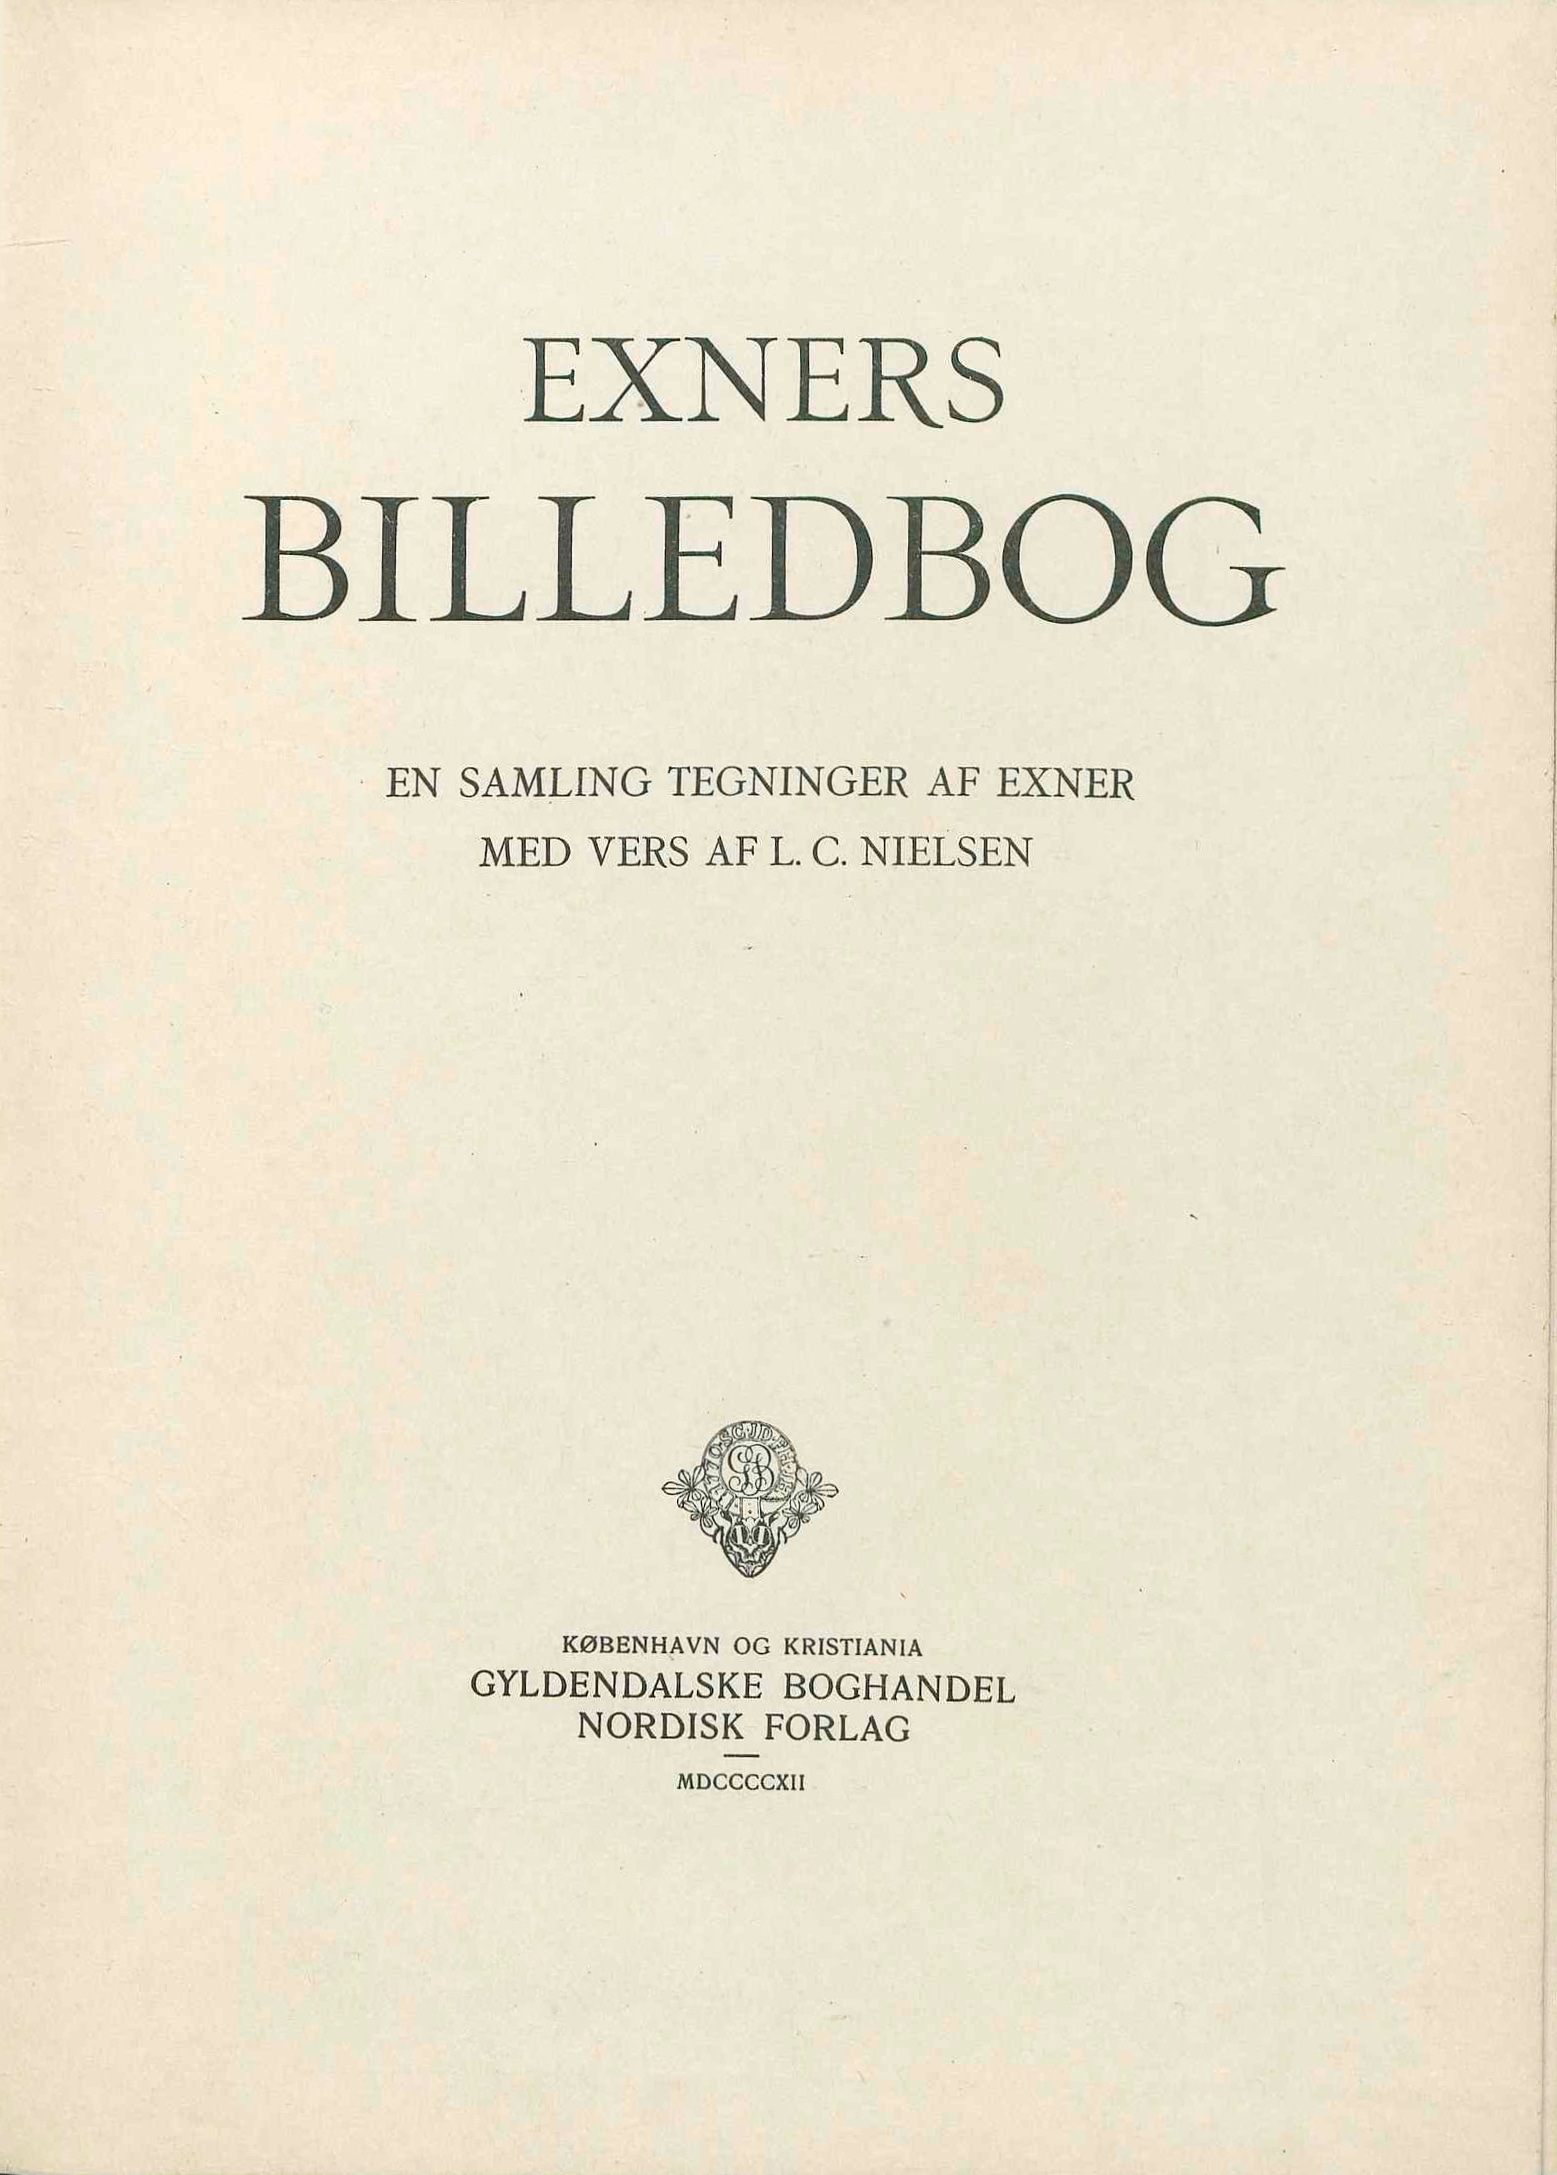 EXNERS
BILLEDBOG
EN SAMLING TEGNINGER AF EXNER
MED VERS AF L. C. NIELSEN
KØBENHAVN OG KRISTIANIA
GYLDENDALSKE BOGHANDEL
NORDISK FORLAG
MDCCCCXII